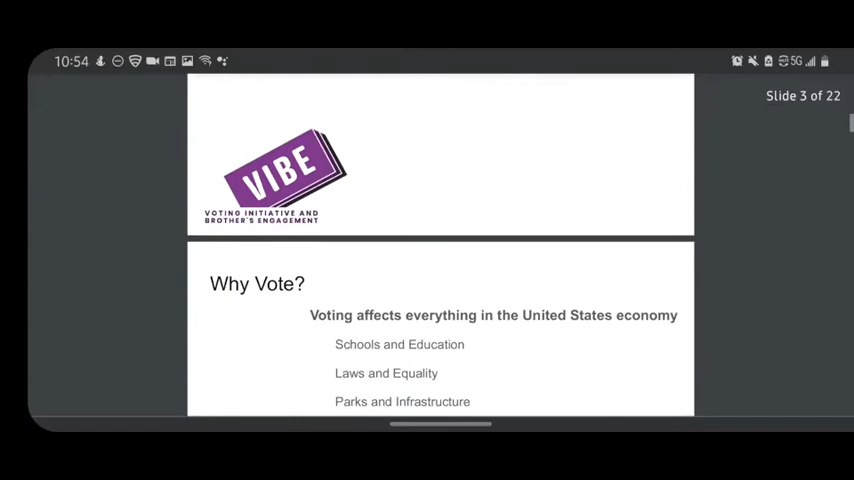 10:54
5G
Slide 3 of 22
VIBE
VOTING INITIATIVE AND
BROTHER'S ENGAGEMENT
Why Vote?
Voting affects everything in the United States economy
Schools and Education
Laws and Equality
Parks and Infrastructure